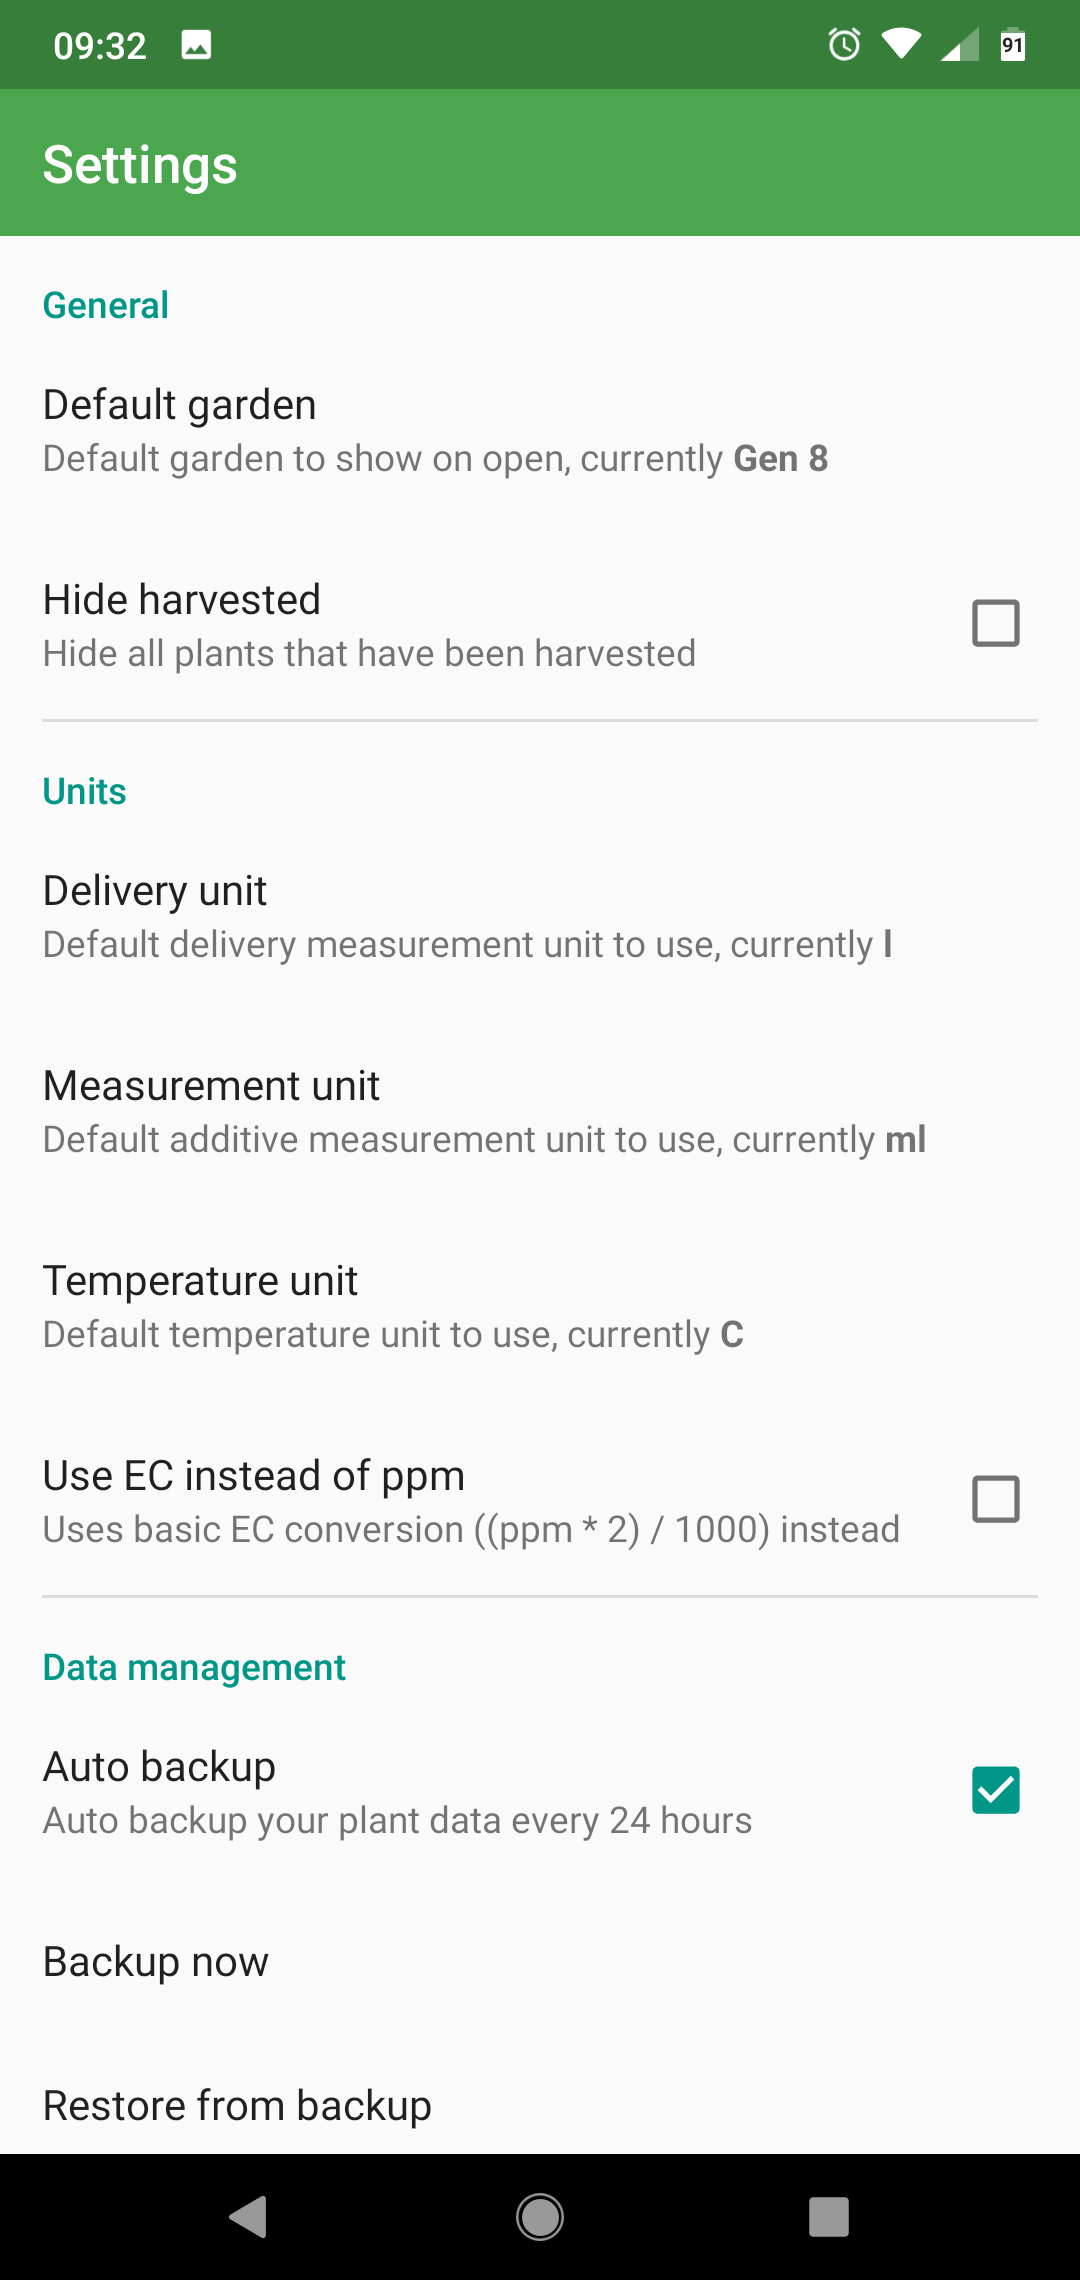 09:32
91
Settings
General
Default garden
Default garden to show on open, currently Gen 8
Hide harvested
Hide all plants that have been harvested
Units
Delivery unit
Default delivery measurement unit to use, currently l
Measurement unit
Default additive measurement unit to use, currently ml
Temperature unit
Default temperature unit to use, currently C
Use EC instead of ppm
Uses basic EC conversion ((ppm * 2) / 1000) instead
Data management
Auto backup
Auto backup your plant data every 24 hours
Backup now
Restore from backup